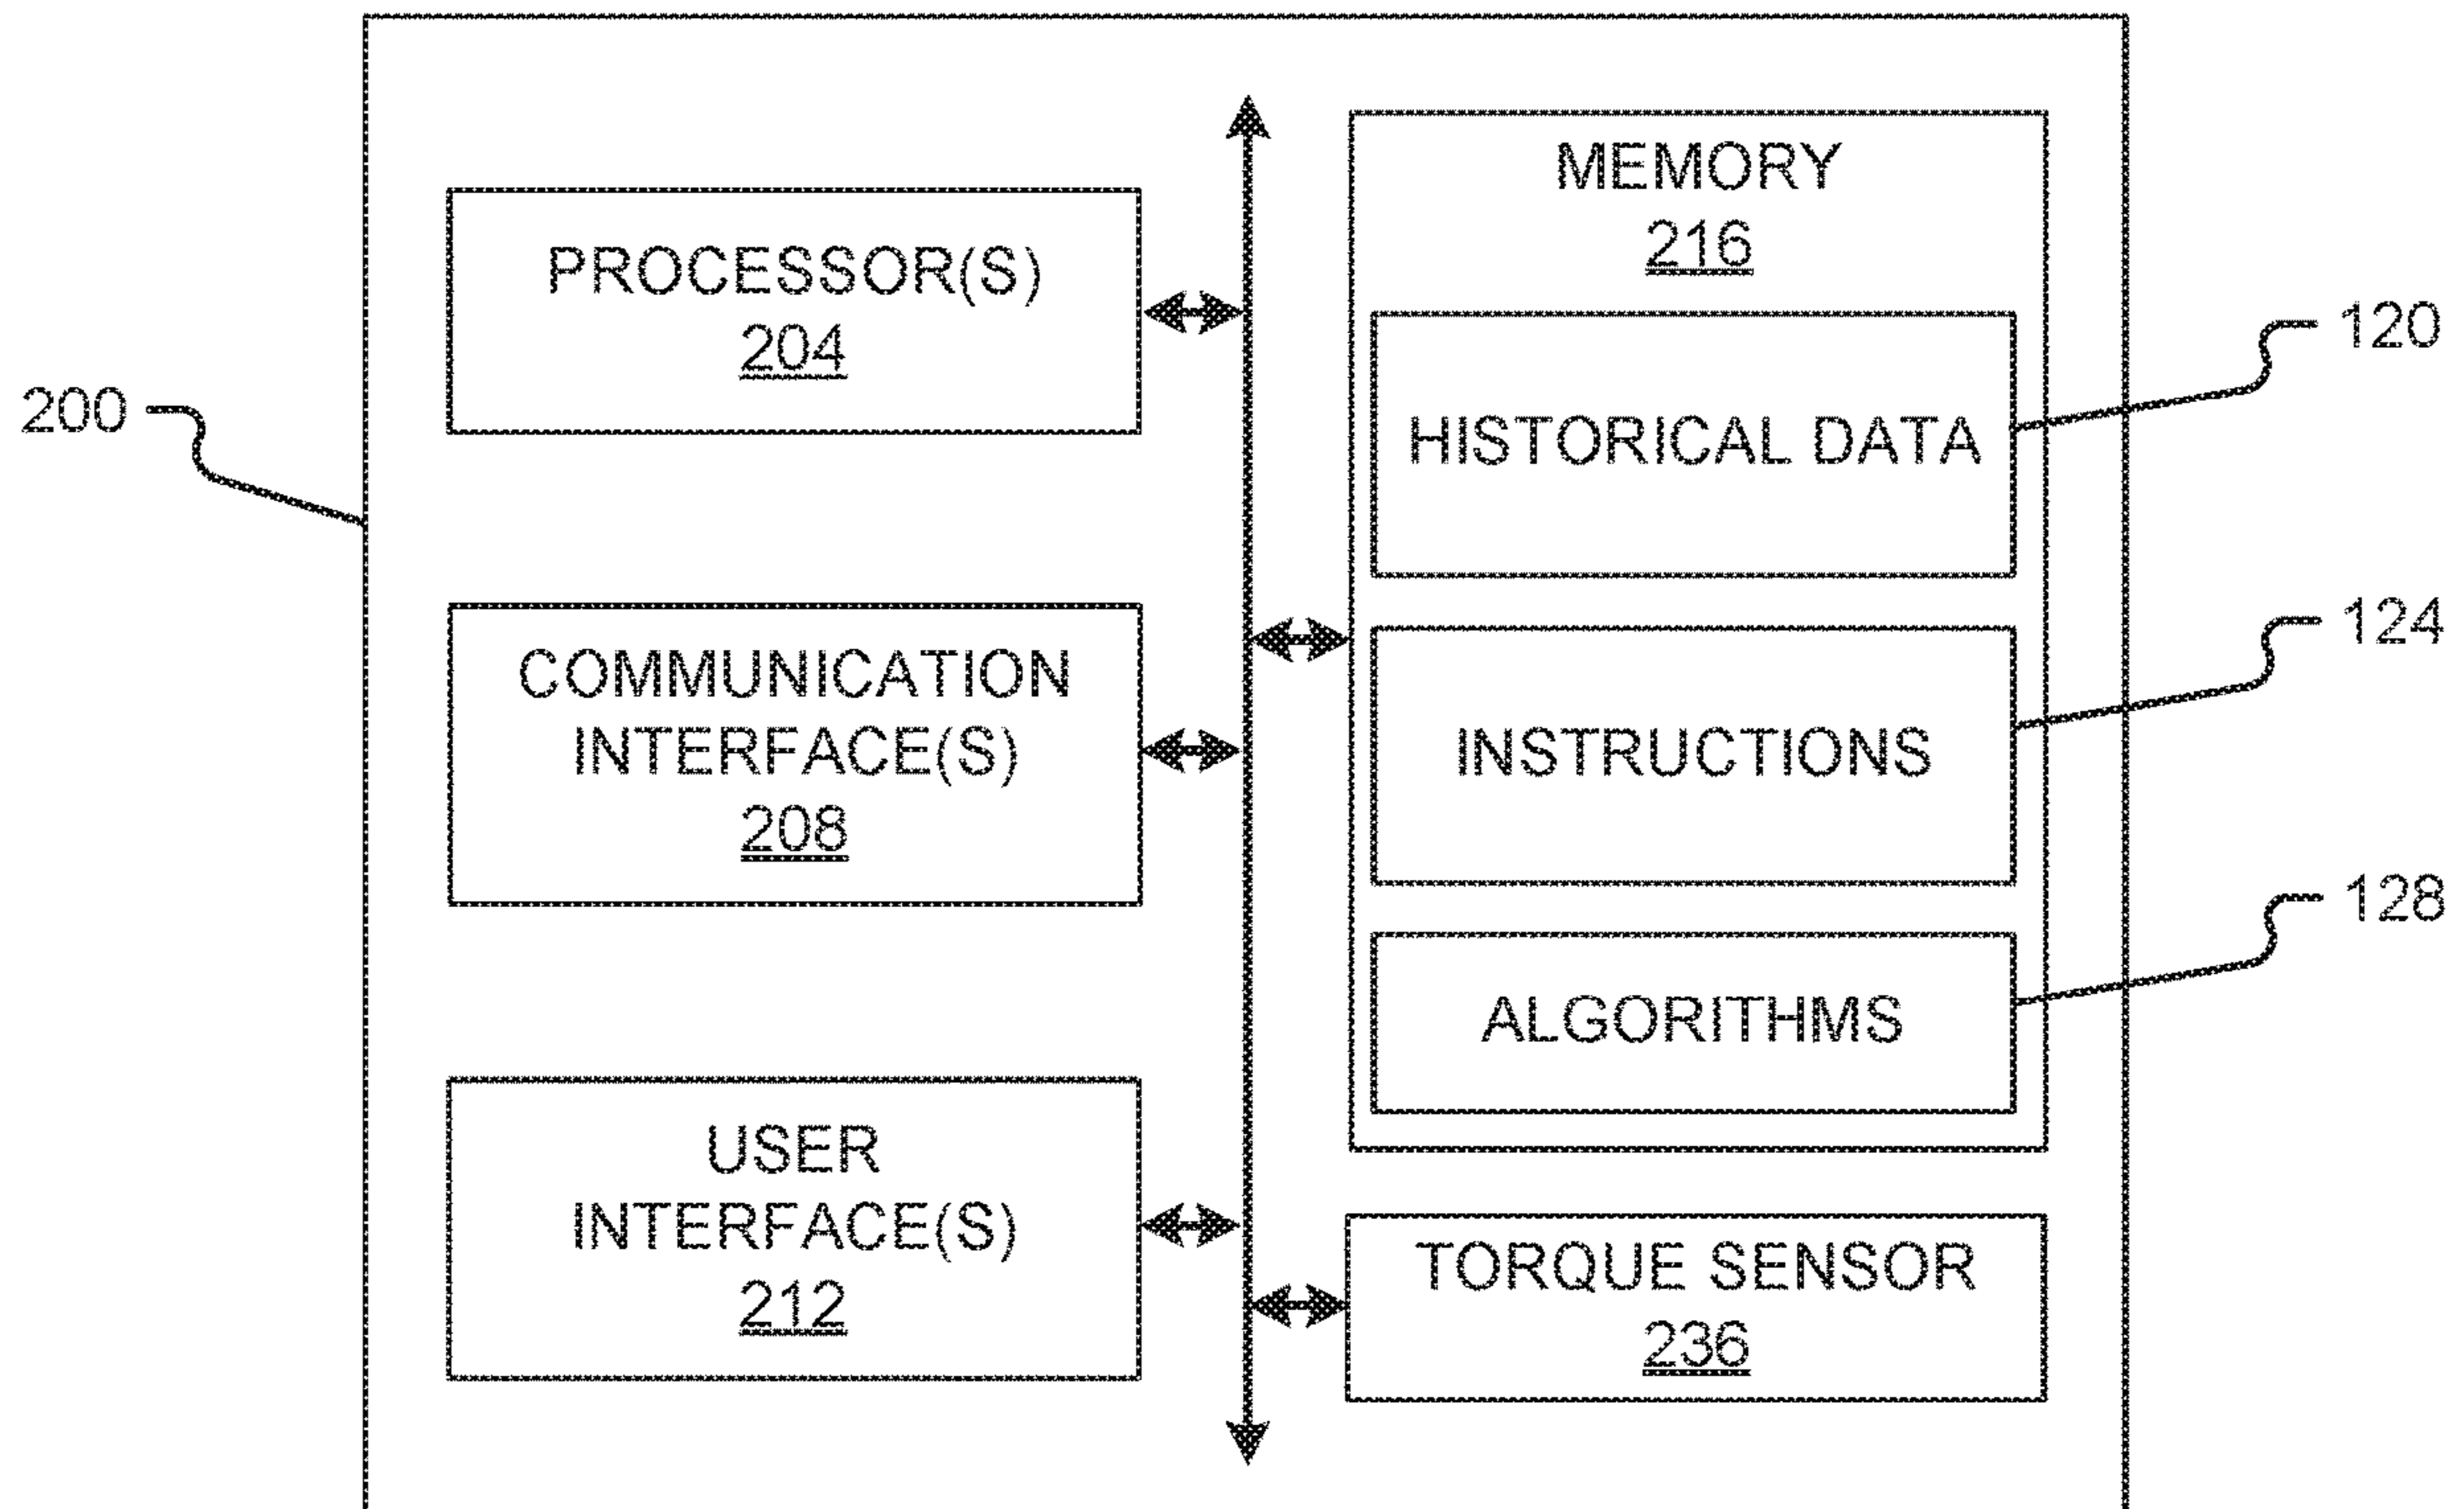 200
PROCESSOR(S)
204
COMMUNICATION
INTERFACE(S)
208
USER
INTERFACE(S)
212
MEMORY
216
HISTORICAL DATA
120
INSTRUCTIONS
124
ALGORITHMS
128
TORQUE SENSOR
236